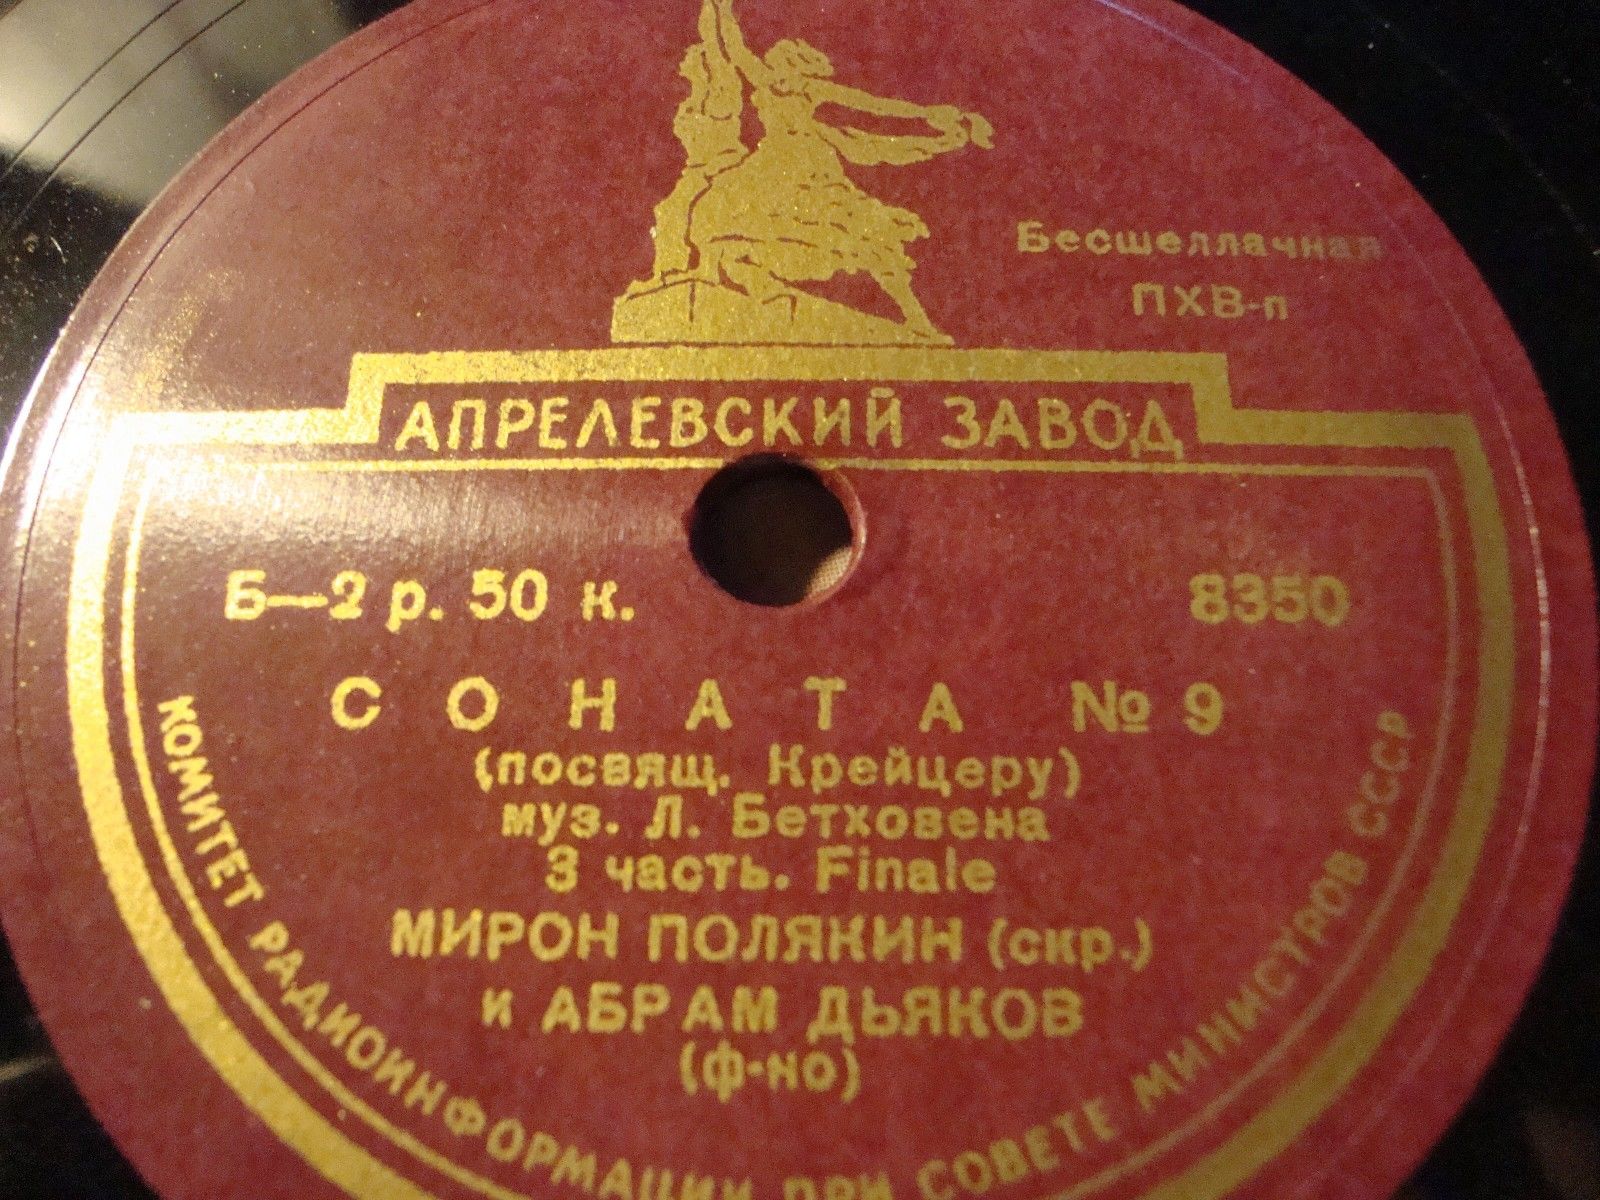 Бесшеллачная
ПХВ-п
АПРЕЛЕВСКИЙ ЗАВОД
Б—2 р. 50 к.
8350
СОНАТА № 9
(посвящ. Крейцеру)
муз. Л. Бетховена
3 часть. Finale
МИРОН ПОЛЯКИН (скр.)
и АБРАМ ДЬЯКОВ
(ф-но)
КОМИТЕТ РАДИОИНФОРМАЦИИ ПРИ СОВЕТЕ МИНИСТРОВ СССР